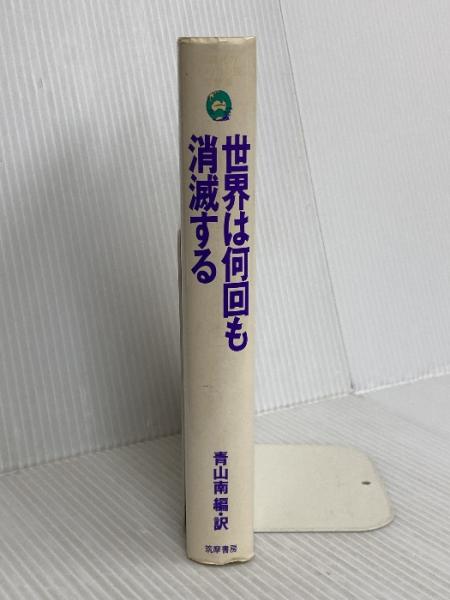 世界は何回も
消滅する
青山南 編・訳
筑摩書房